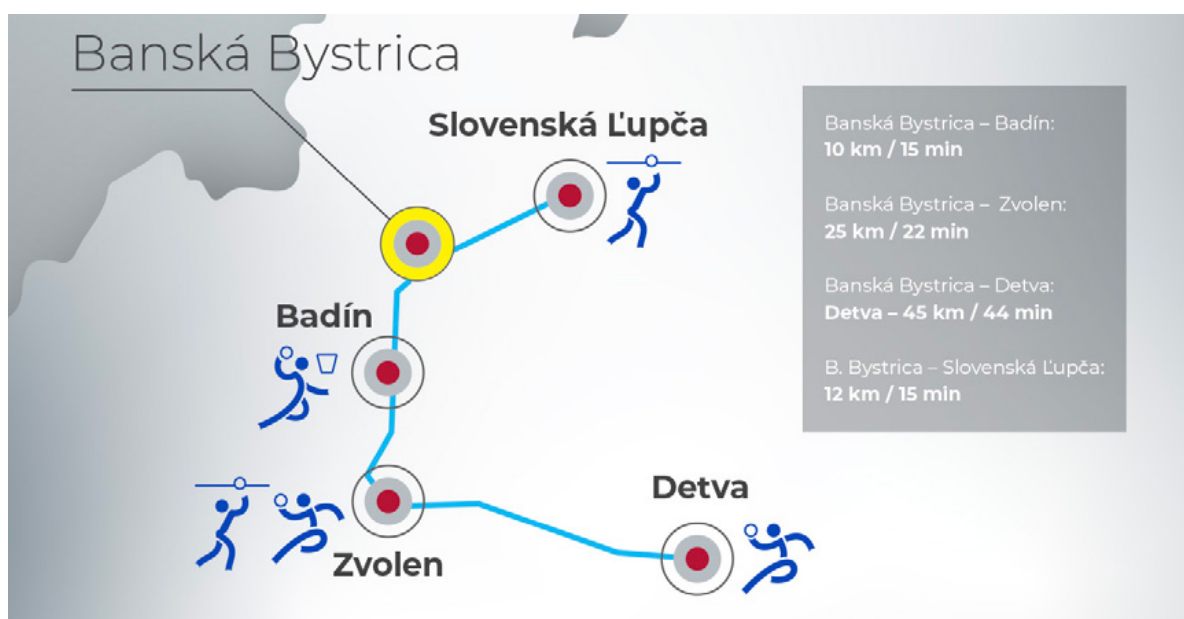 Banská Bystrica
Slovenská Ľupča
Badín
Zvolen
Detva
Banská Bystrica – Badín:
10 km / 15 min
Banská Bystrica – Zvolen:
25 km / 22 min
Banská Bystrica – Detva:
Detva – 45 km / 44 min
B. Bystrica – Slovenská Ľupča:
12 km / 15 min